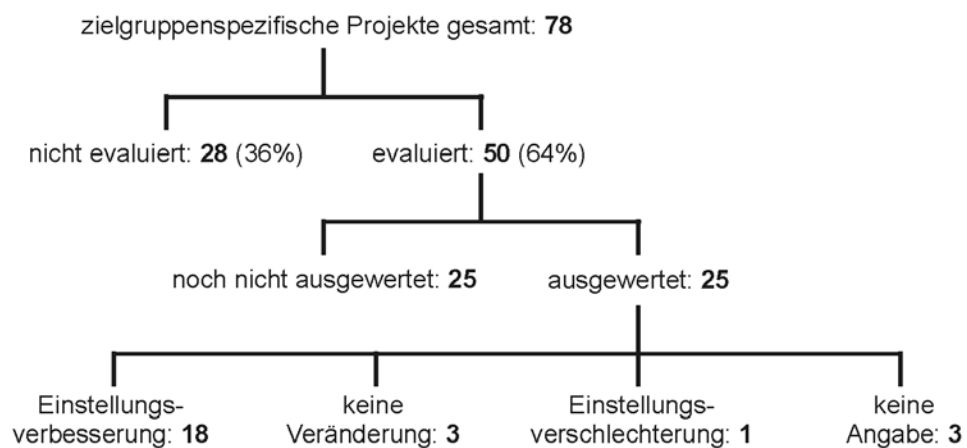 zielgruppenspezifische Projekte gesamt: 78
nicht evaluiert: 28 (36%)
evaluiert: 50 (64%)
noch nicht ausgewertet: 25
ausgewertet: 25
Einstellungs-
verbesserung: 18
keine
Veränderung: 3
Einstellungs-
verschlechterung: 1
keine
Angabe: 3